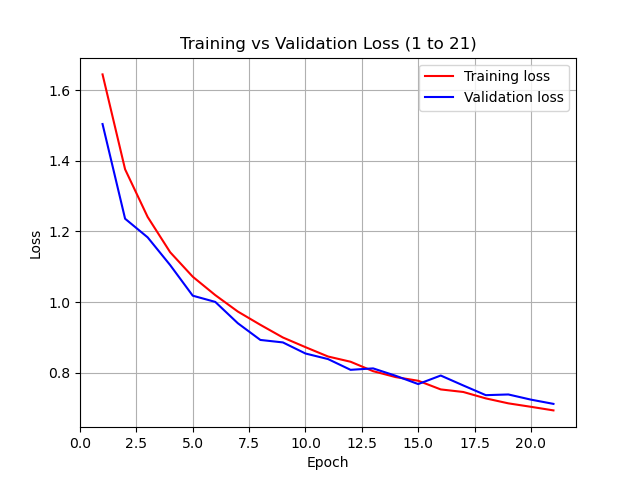 Training vs Validation Loss (1 to 21)
Training loss
Validation loss
Loss
1.6
1.4
1.2
1.0
0.8
0.0 2.5 5.0 7.5 10.0 12.5 15.0 17.5 20.0
Epoch